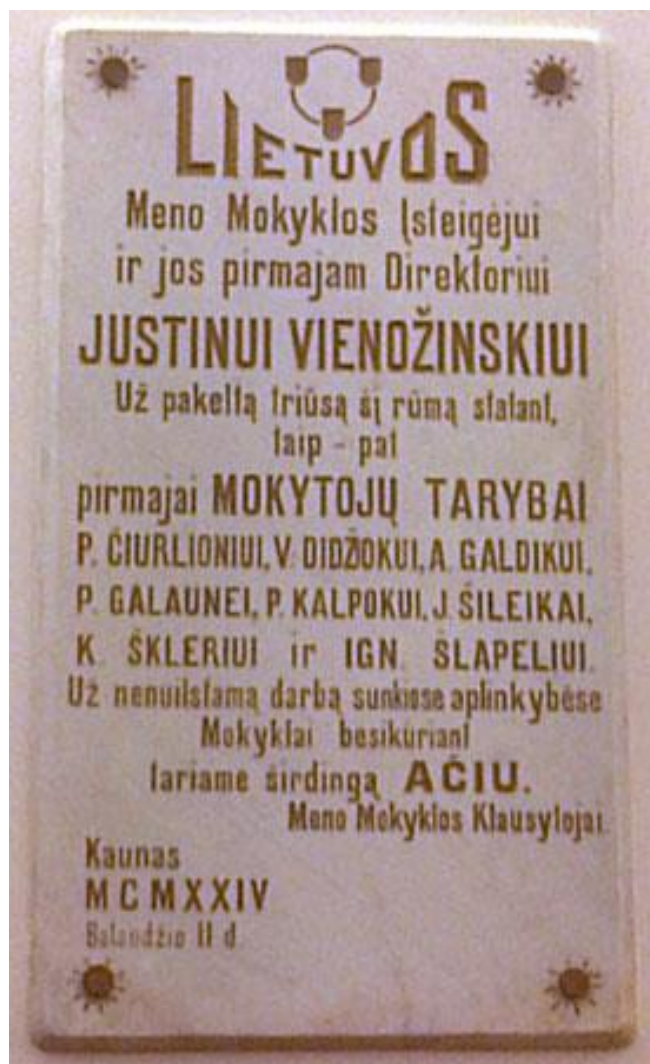 LIETUVOS
Meno Mokyklos Įsteigėjui
ir jos pirmajam Direktoriui
JUSTINUI VIENOŽINSKIUI
Už pakeltą triūsą šį rūmą statant,
taip - pat
pirmajai MOKYTOJŲ TARYBAI
P. ČIURLIONIUI, V. DIDŽIOKUI, A. GALDIKUI,
P. GALAUNEI, P. KALPOKUI, J. ŠILEIKAI,
K. ŠKLERIUI ir IGN. ŠLAPELIUI.
Už nenuilstamą darbą sunkiose aplinkybėse
Mokyklai besikuriant
tariame širdingą AČIU.
Meno Mokyklos Klausytojai.
Kaunas
MCMXXIV
Balandžio 11 d.